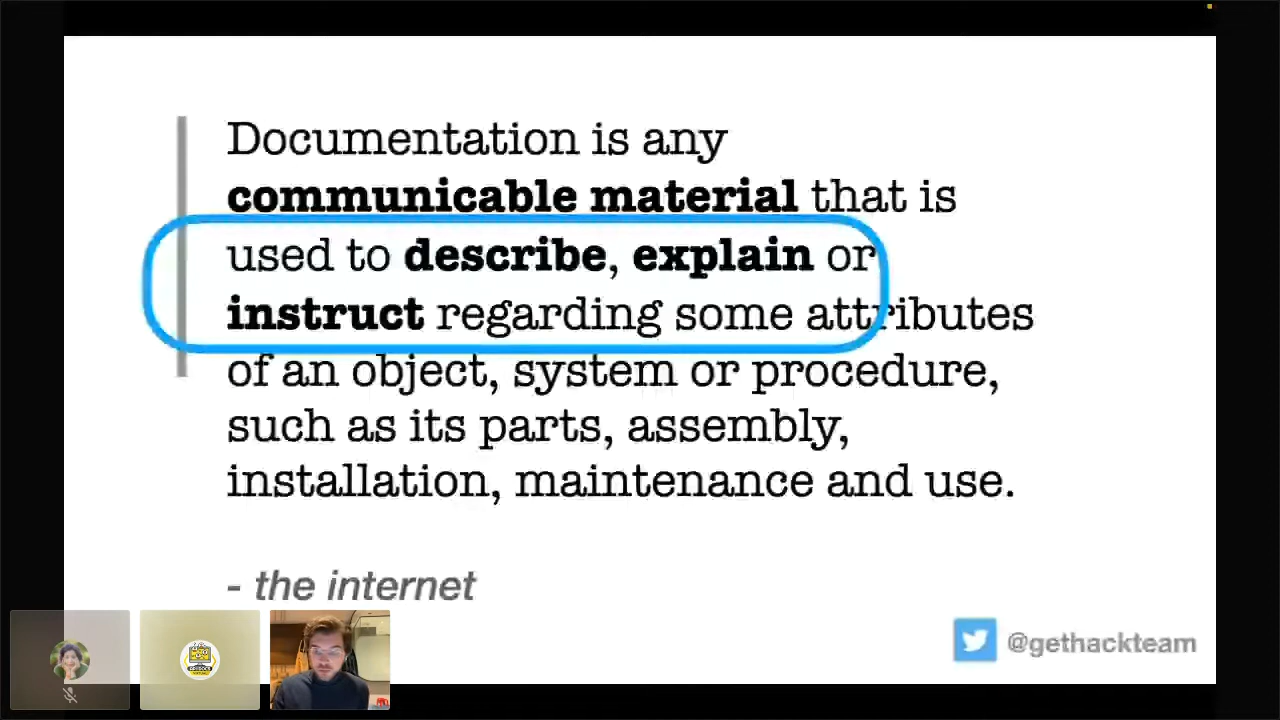 Documentation is any
communicable material that is
used to describe, explain or
instruct regarding some attributes
of an object, system or procedure,
such as its parts, assembly,
installation, maintenance and use.
- the internet
@gethackteam